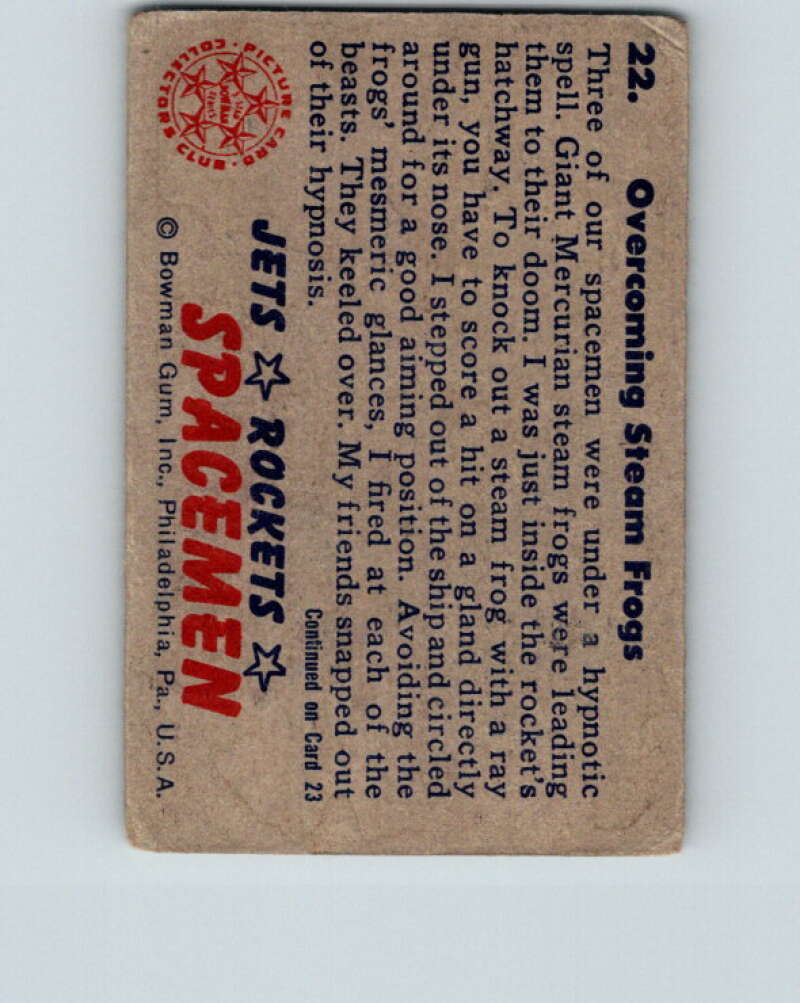 22. Overcoming Steam Frogs
Three of our spacemen were under a hypnotic
spell. Giant Mercurian steam frogs were leading
them to their doom. I was just inside the rocket's
hatchway. To knock out a steam frog with a ray
gun, you have to score a hit on a gland directly
under its nose. I stepped out of the ship and circled
around for a good aiming position. Avoiding the
frogs' mesmeric glances, I fired at each of the
beasts. They keeled over. My friends snapped out
of their hypnosis.
Continued on Card 23
JETS ROCKETS
SPACEMEN
© Bowman Gum, Inc., Philadelphia, Pa., U.S.A.
PICTURE CARD
COLLECTORS CLUB